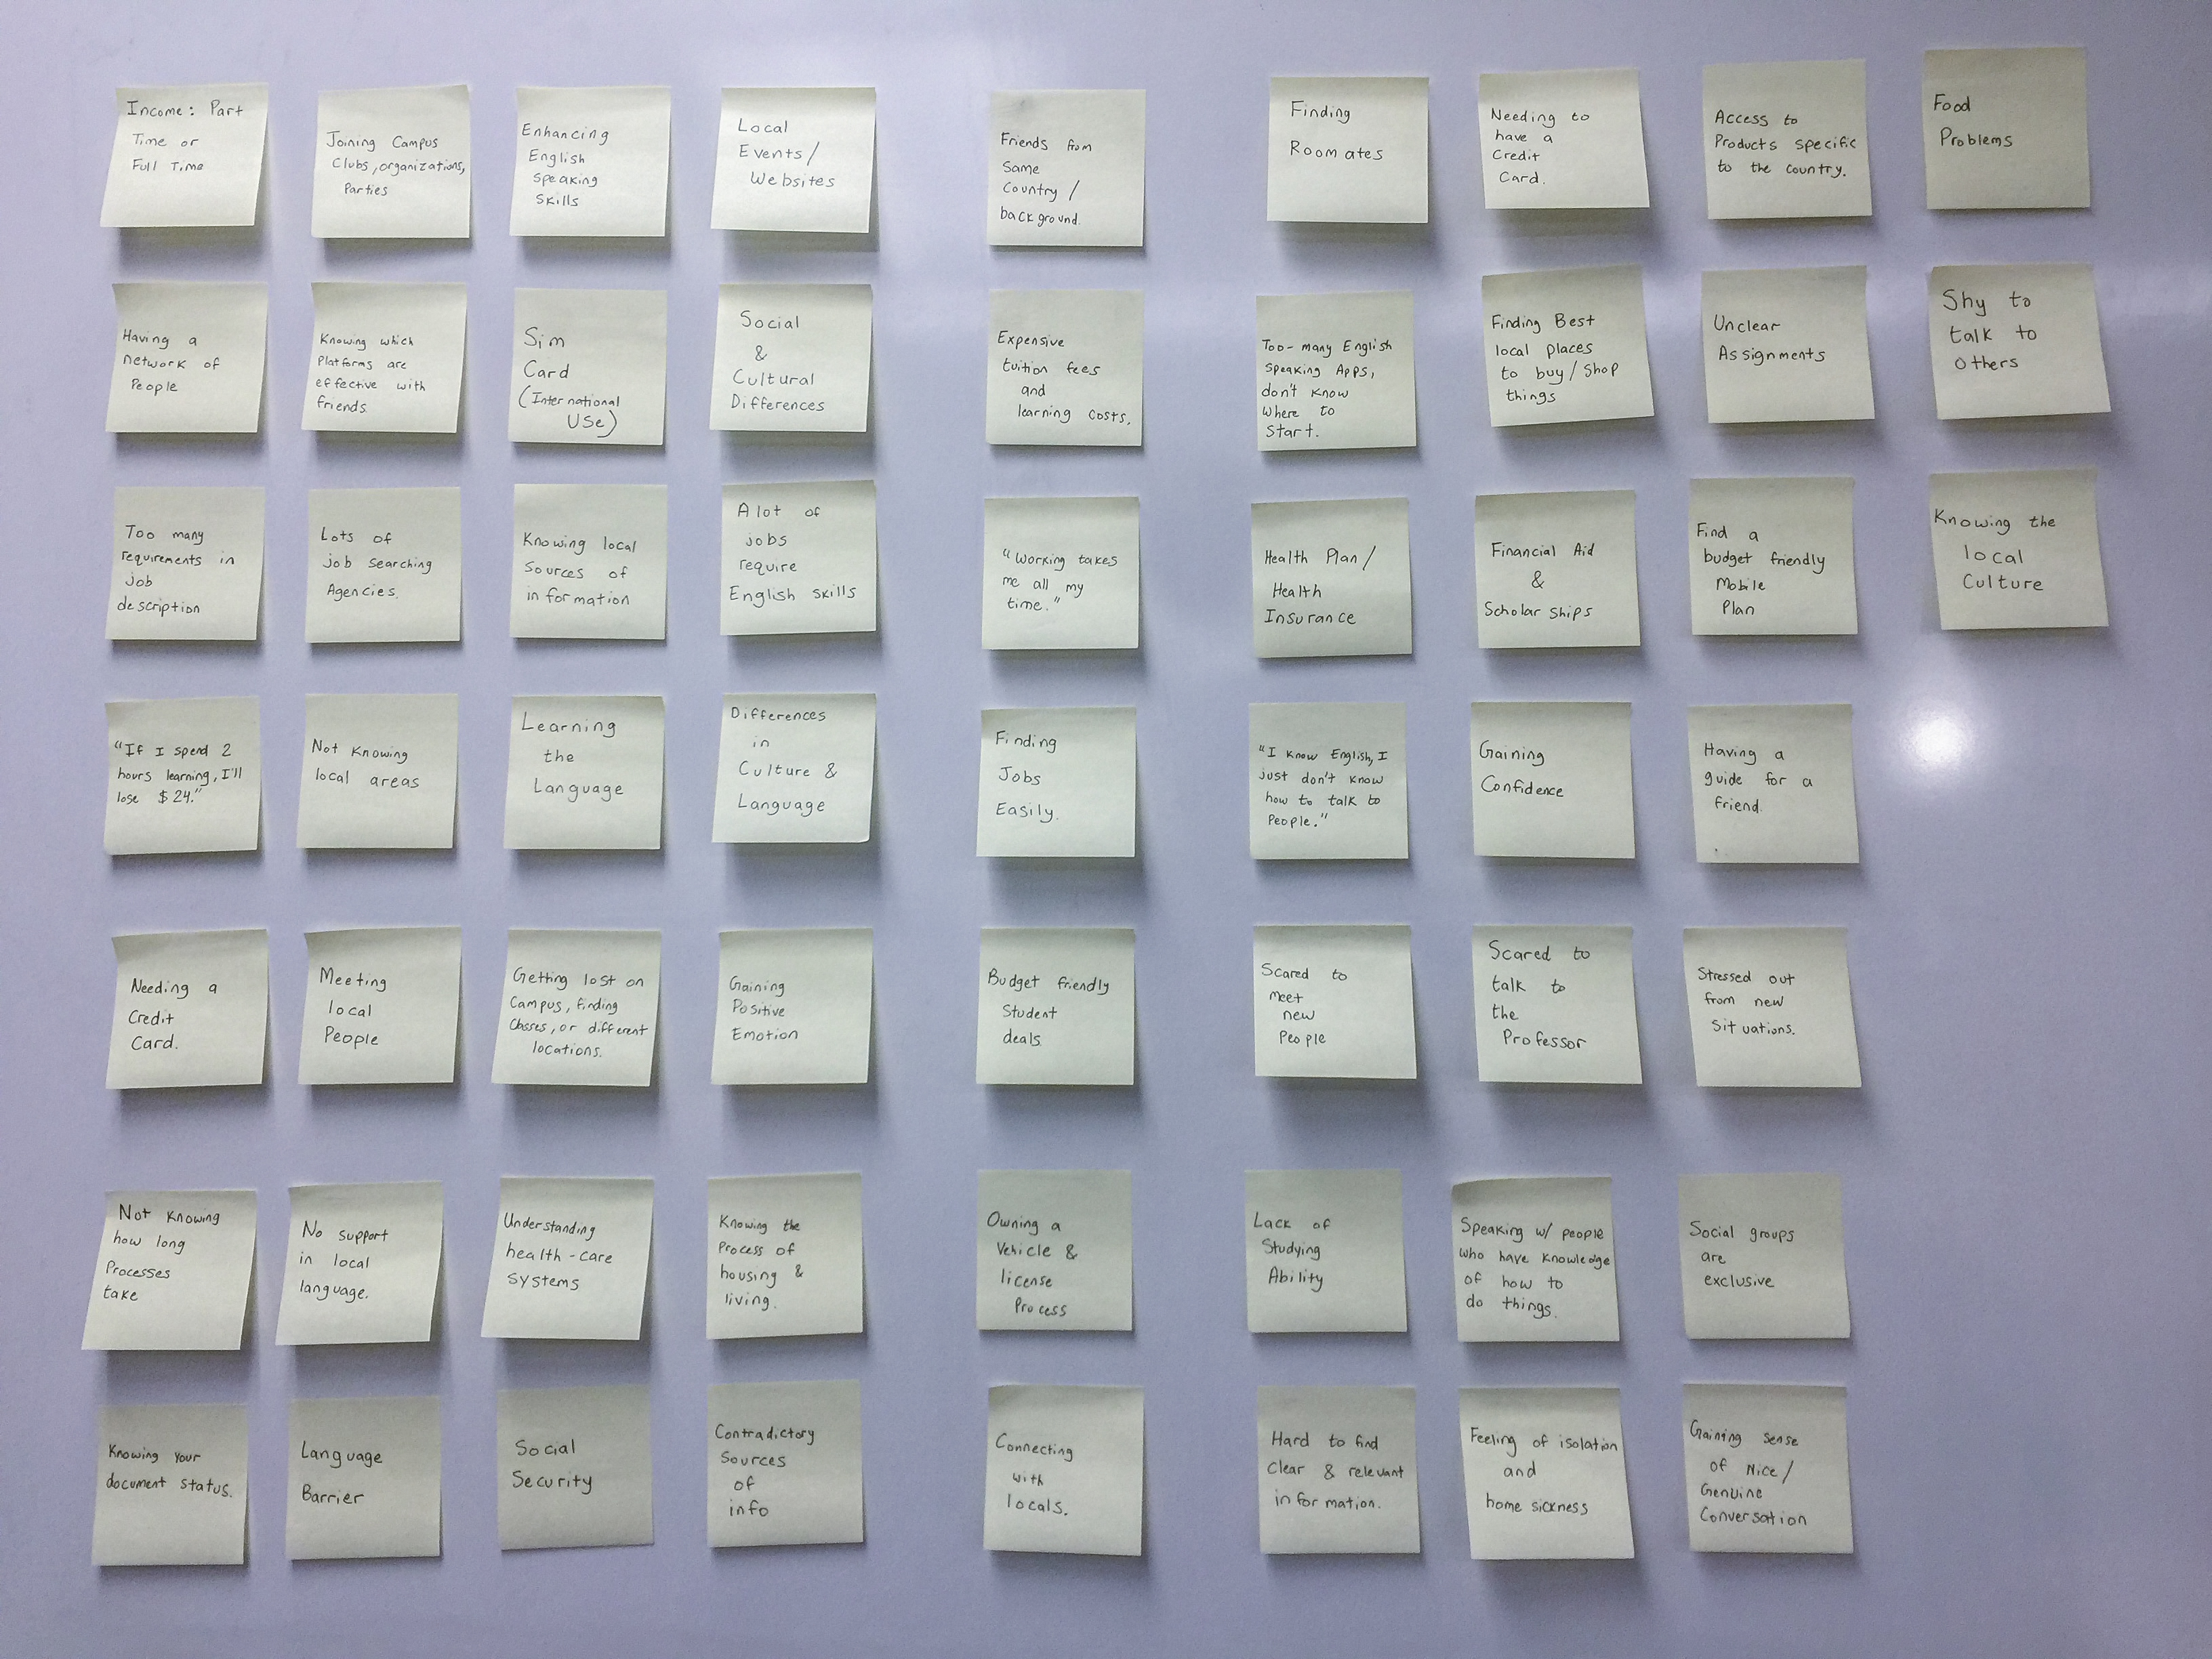 Income: Part
Time or
Full Time
Joining Campus
Clubs, organizations,
Parties
Enhancing
English
Speaking
Skills
Local
Events/
Websites
Friends from
Same
Country/
background.
Finding
Roomates
Needing to
have a
Credit
Card.
Access to
Products specific
to the country.
Food
Problems
Having a
network of
People
Knowing which
Platforms are
effective with
friends
Sim
Card
(International
Use)
Social
&
Cultural
Differences
Expensive
tuition fees
and
learning costs,
Too-many English
Speaking Apps,
don't know
where to
Start.
Finding Best
local places
to buy/shop
things
Unclear
Assignments
Shy to
talk to
Others
Too many
requirements in
job
description
Lots of
job searching
Agencies.
Knowing local
Sources of
information
A lot of
jobs
require
English skills
"Working takes
me all my
time."
Health Plan/
Health
Insurance
Financial Aid
&
Scholarships
Find a
budget friendly
Mobile
Plan
Knowing the
local
Culture
"If I spend 2
hours learning, I'll
lose $24."
Not knowing
local areas
Learning
the
Language
Differences
in
Culture &
Language
Finding
Jobs
Easily.
"I know English, I
just don't know
how to talk to
People."
Gaining
Confidence
Having a
guide for a
friend
Needing a
Credit
Card.
Meeting
local
People
Getting lost on
Campus, finding
Classes, or different
locations.
Gaining
Positive
Emotion
Budget friendly
Student
deals
Scared to
meet
new
People
Scared to
talk to
the
Professor
Stressed out
from new
Situations.
Not knowing
how long
Processes
take
No support
in local
language.
Understanding
health-care
systems
Knowing the
Process of
housing &
living.
Owning a
Vehicle &
license
Process
Lack of
Studying
Ability
Speaking w/ people
who have knowledge
of how to
do things.
Social groups
are
exclusive
Knowing your
document status.
Language
Barrier
Social
Security
Contradictory
Sources
of
info
Connecting
with
locals.
Hard to find
Clear & relevant
information.
Feeling of isolation
and
home sickness
Gaining sense
of Nice/
Genuine
Conversation